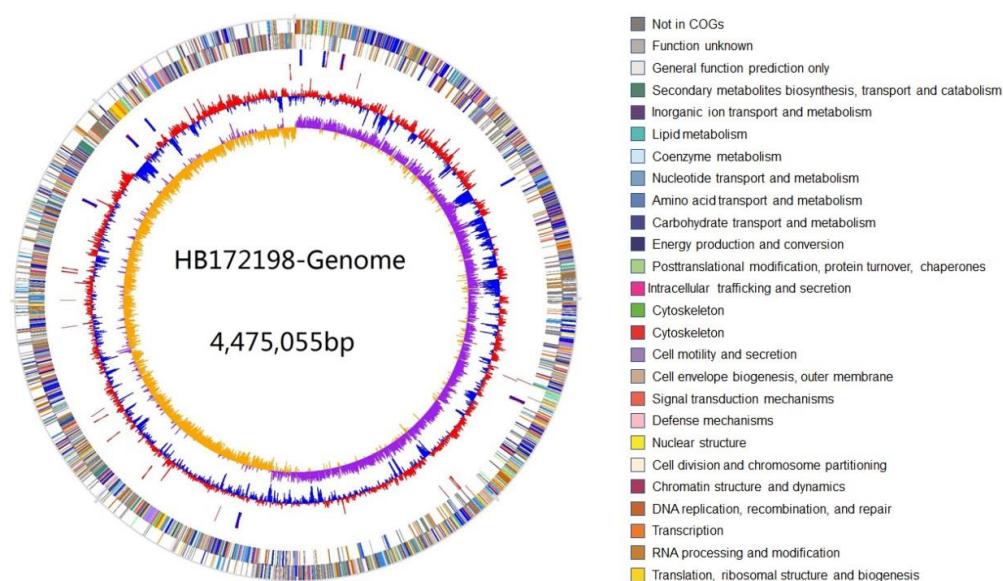 HB172198-Genome
4,475,055bp
Not in COGs
Function unknown
General function prediction only
Secondary metabolites biosynthesis, transport and catabolism
Inorganic ion transport and metabolism
Lipid metabolism
Coenzyme metabolism
Nucleotide transport and metabolism
Amino acid transport and metabolism
Carbohydrate transport and metabolism
Energy production and conversion
Posttranslational modification, protein turnover, chaperones
Intracellular trafficking and secretion
Cytoskeleton
Cytoskeleton
Cell motility and secretion
Cell envelope biogenesis, outer membrane
Signal transduction mechanisms
Defense mechanisms
Nuclear structure
Cell division and chromosome partitioning
Chromatin structure and dynamics
DNA replication, recombination, and repair
Transcription
RNA processing and modification
Translation, ribosomal structure and biogenesis